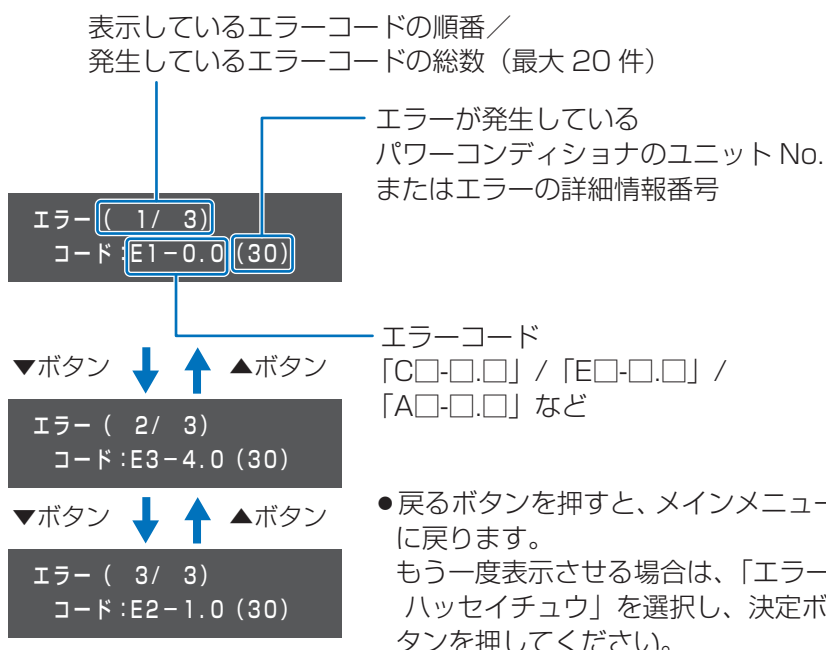 表示しているエラーコードの順番／
発生しているエラーコードの総数（最大 20 件）
エラーが発生している
パワーコンディショナのユニット No.
またはエラーの詳細情報番号
エラー( 1/ 3)
コード:E1-0.0(30)
エラーコード
「C□-□.□」/「E□-□.□」/
「A□-□.□」など
▼ボタン ▲ボタン
エラー( 2/ 3)
コード:E3-4.0(30)
▼ボタン ▲ボタン
エラー( 3/ 3)
コード:E2-1.0(30)
●戻るボタンを押すと、メインメニュー
に戻ります。
もう一度表示させる場合は、「エラー
ハッセイチュウ」を選択し、決定ボ
タンを押してください。